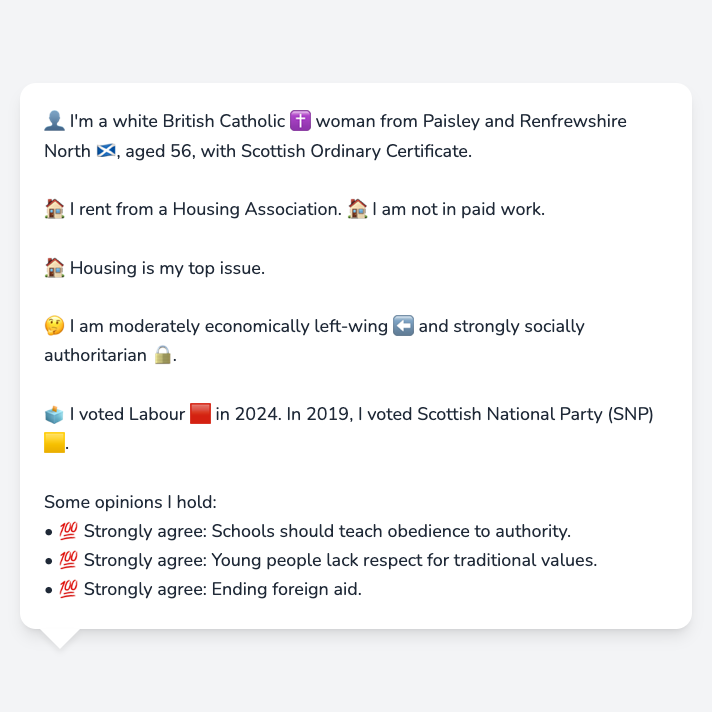 👤 I'm a white British Catholic ✝️ woman from Paisley and Renfrewshire
North 🏴󠁧󠁢󠁳󠁣󠁴󠁿, aged 56, with Scottish Ordinary Certificate.
🏠 I rent from a Housing Association. 🏠 I am not in paid work.
🏠 Housing is my top issue.
🤔 I am moderately economically left-wing ⬅️ and strongly socially
authoritarian 🔒.
🗳️ I voted Labour 🟥 in 2024. In 2019, I voted Scottish National Party (SNP)
🟨.
Some opinions I hold:
• 💯 Strongly agree: Schools should teach obedience to authority.
• 💯 Strongly agree: Young people lack respect for traditional values.
• 💯 Strongly agree: Ending foreign aid.